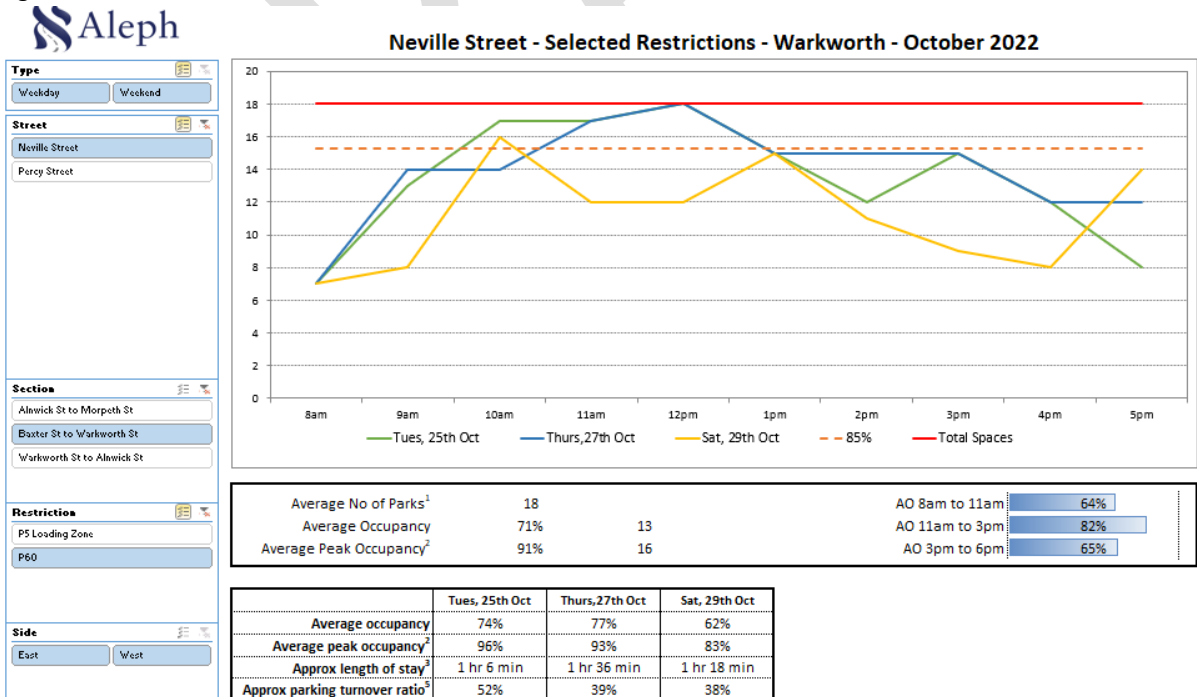 Aleph
Neville Street - Selected Restrictions - Warkworth - October 2022
Type
Weekday Weekend
Street
Neville Street
Percy Street
Section
Alnwick St to Morpeth St
Baxter St to Warkworth St
Warkworth St to Alnwick St
Restriction
P5 Loading Zone
P60
Side
East West
20
18
16
14
12
10
8
6
4
2
0
8am 9am 10am 11am 12pm 1pm 2pm 3pm 4pm 5pm
Tues, 25th Oct Thurs,27th Oct Sat, 29th Oct 85% Total Spaces
Average No of Parks¹ 18
Average Occupancy 71% 13
Average Peak Occupancy² 91% 16
AO 8am to 11am 64%
AO 11am to 3pm 82%
AO 3pm to 6pm 65%
Tues, 25th Oct Thurs,27th Oct Sat, 29th Oct
Average occupancy 74% 77% 62%
Average peak occupancy² 96% 93% 83%
Approx length of stay³ 1 hr 6 min 1 hr 36 min 1 hr 18 min
Approx parking turnover ratio⁵ 52% 39% 38%